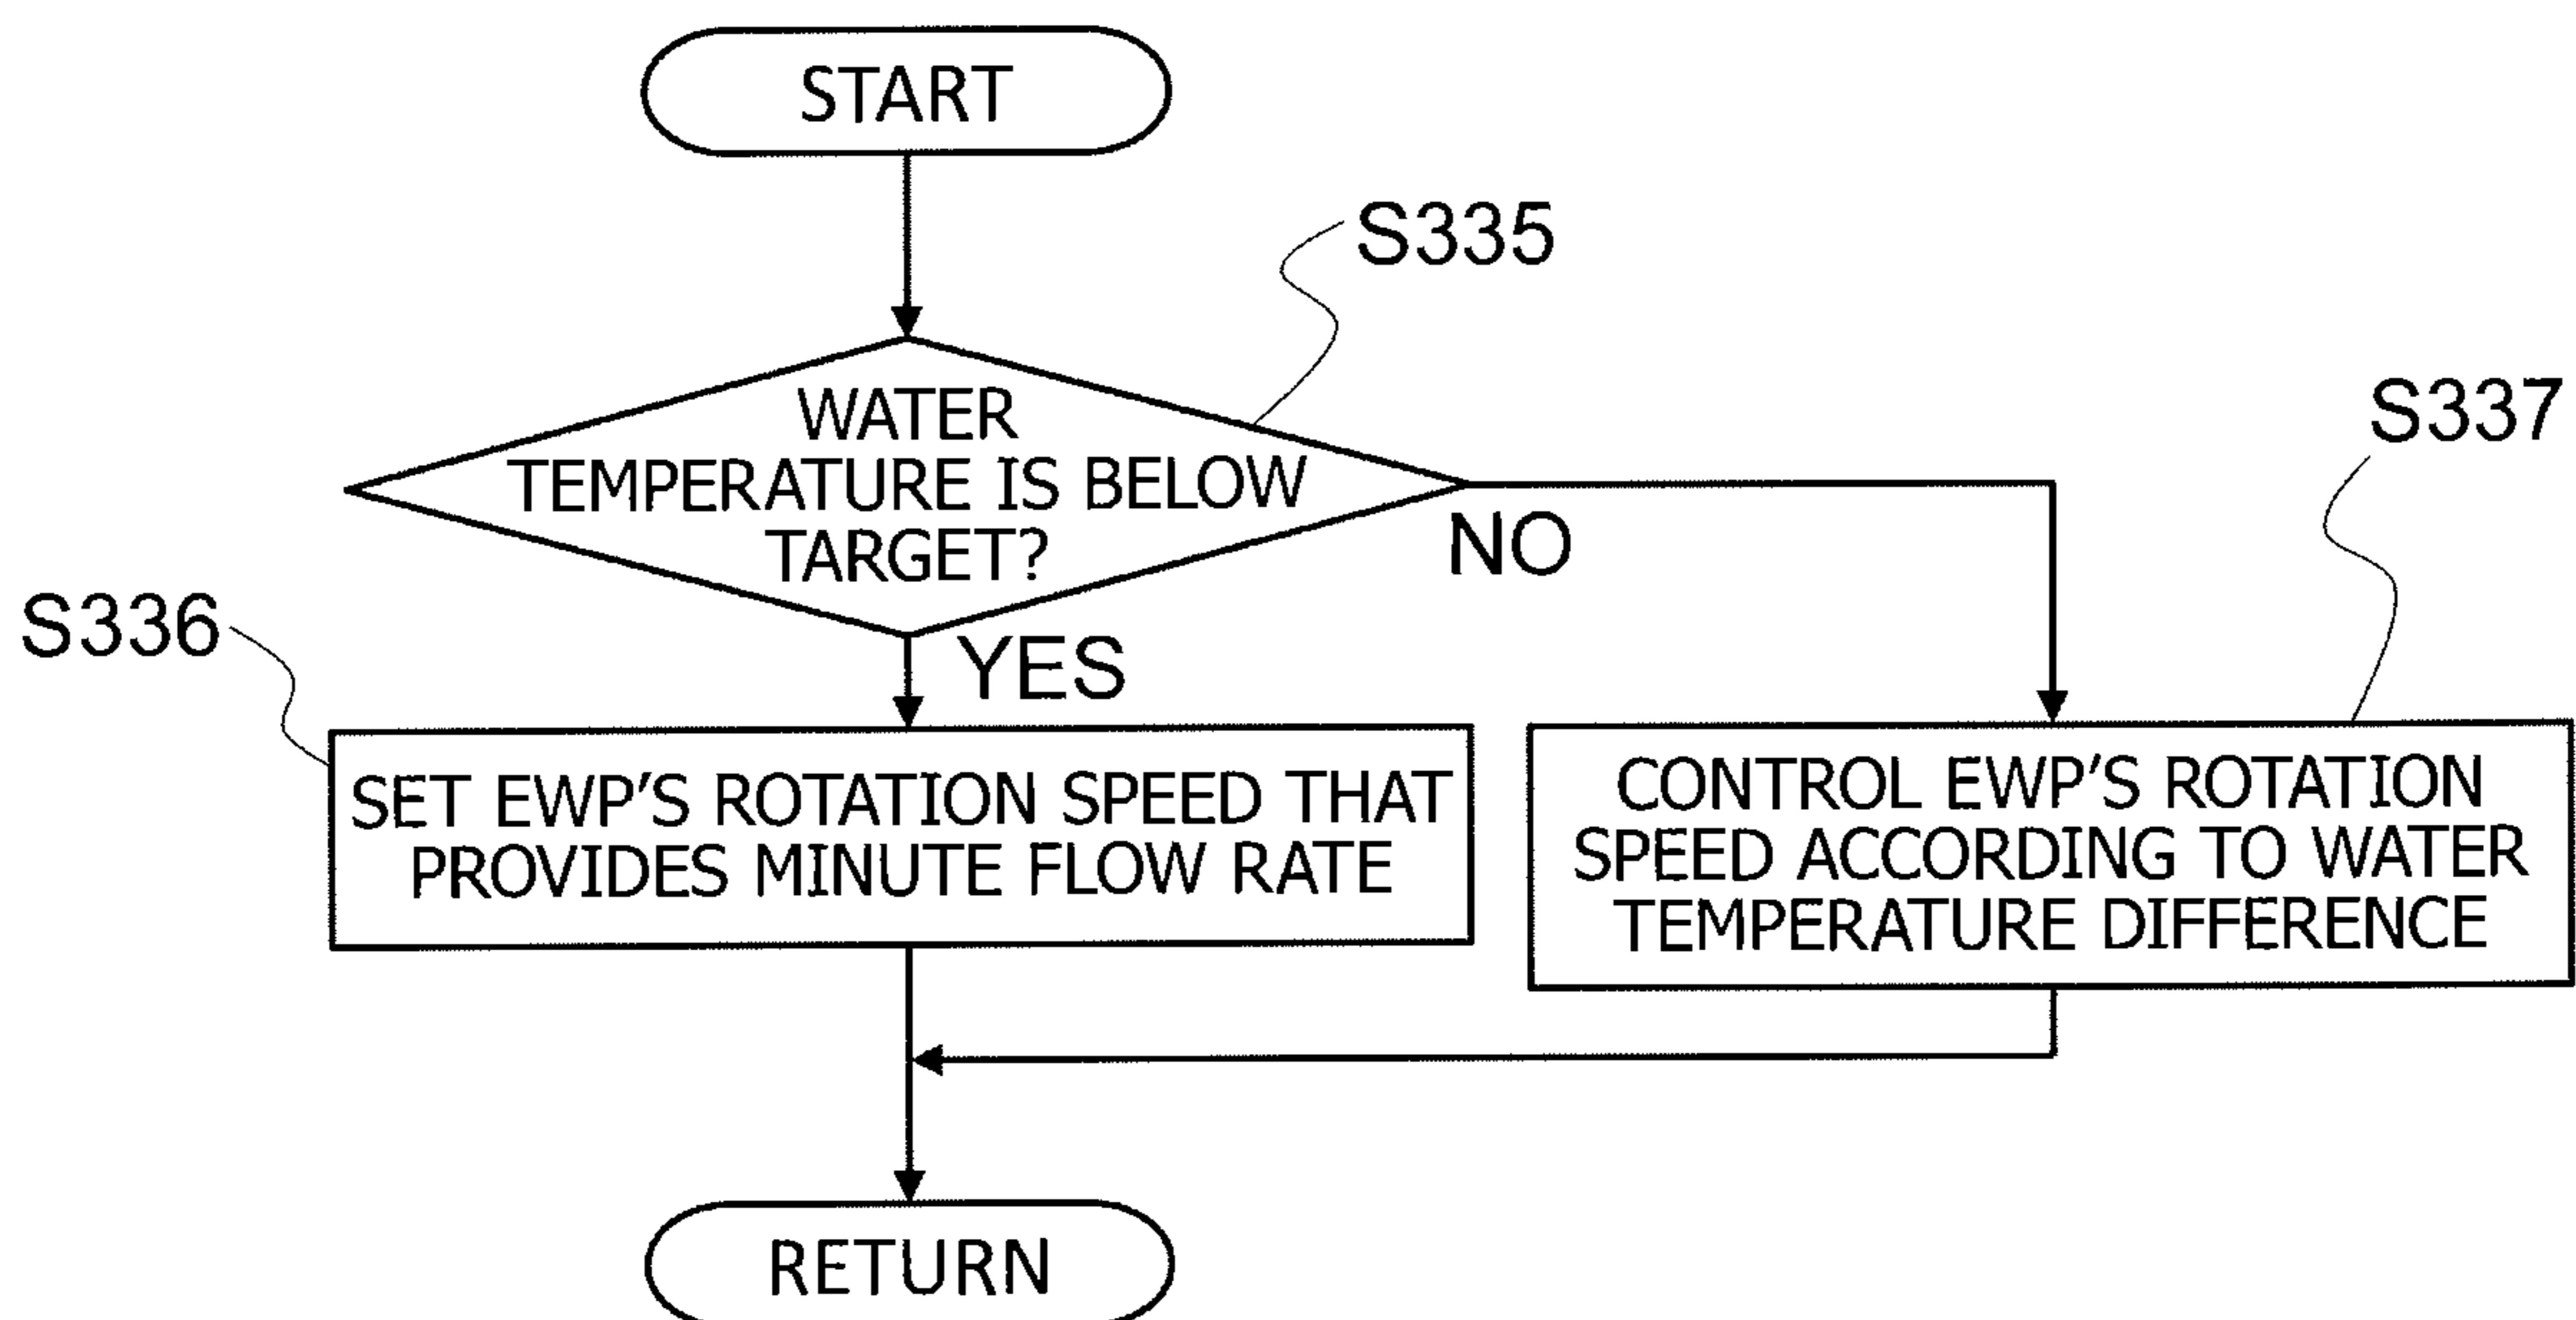 START
S335
WATER
TEMPERATURE IS BELOW
TARGET?
NO
S337
YES
S336
SET EWP'S ROTATION SPEED THAT
PROVIDES MINUTE FLOW RATE
CONTROL EWP'S ROTATION
SPEED ACCORDING TO WATER
TEMPERATURE DIFFERENCE
RETURN